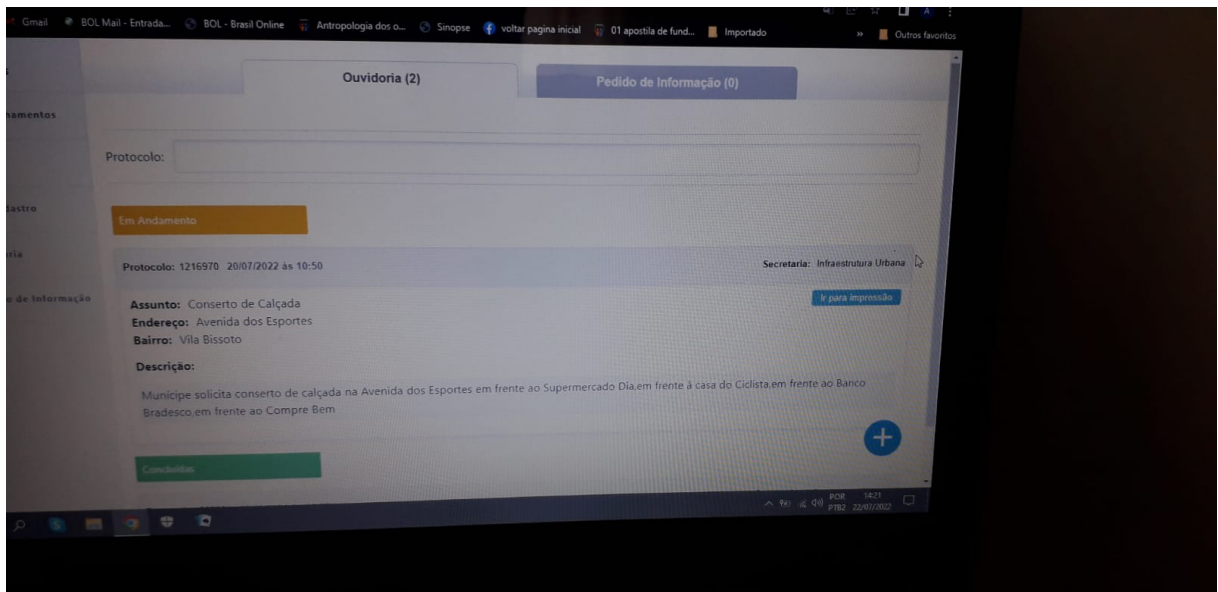 Gmail BOL Mail - Entrada... BOL - Brasil Online Antropologia dos o... Sinopse voltar pagina inicial 01 apostila de fund... Importado » Outros favoritos
Ouvidoria (2) Pedido de Informação (0)
Protocolo:
Em Andamento
Protocolo: 1216970 20/07/2022 às 10:50 Secretaria: Infraestrutura Urbana
de Informação
Ir para impressão
Assunto: Conserto de Calçada
Endereço: Avenida dos Esportes
Bairro: Vila Bissoto
Descrição:
Munícipe solicita conserto de calçada na Avenida dos Esportes em frente ao Supermercado Dia,em frente à casa do Ciclista,em frente ao Banco
Bradesco,em frente ao Compre Bem
Concluídas
POR 14:21
PTB2 22/07/2022